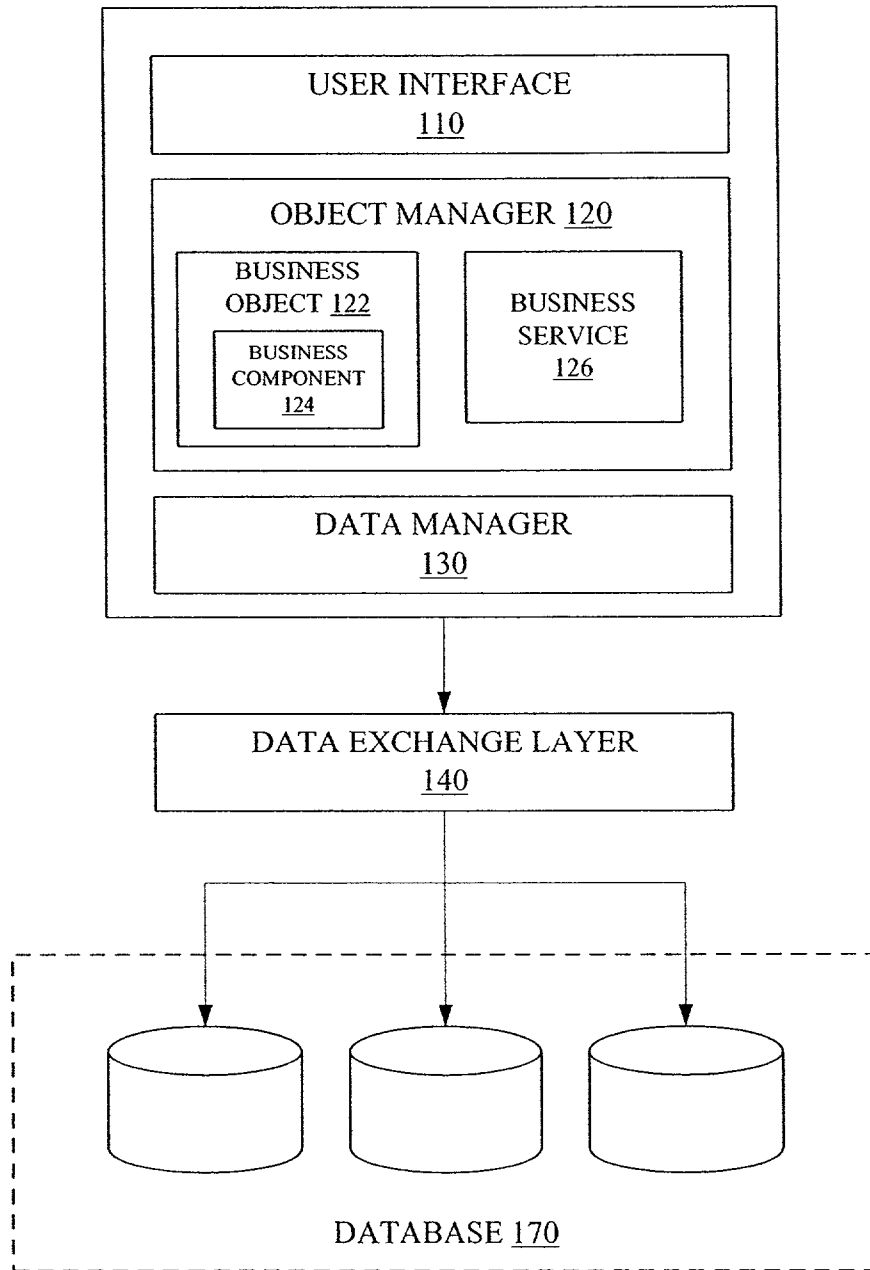 USER INTERFACE
110
OBJECT MANAGER 120
BUSINESS
OBJECT 122
BUSINESS
COMPONENT
124
BUSINESS
SERVICE
126
DATA MANAGER
130
DATA EXCHANGE LAYER
140
DATABASE 170